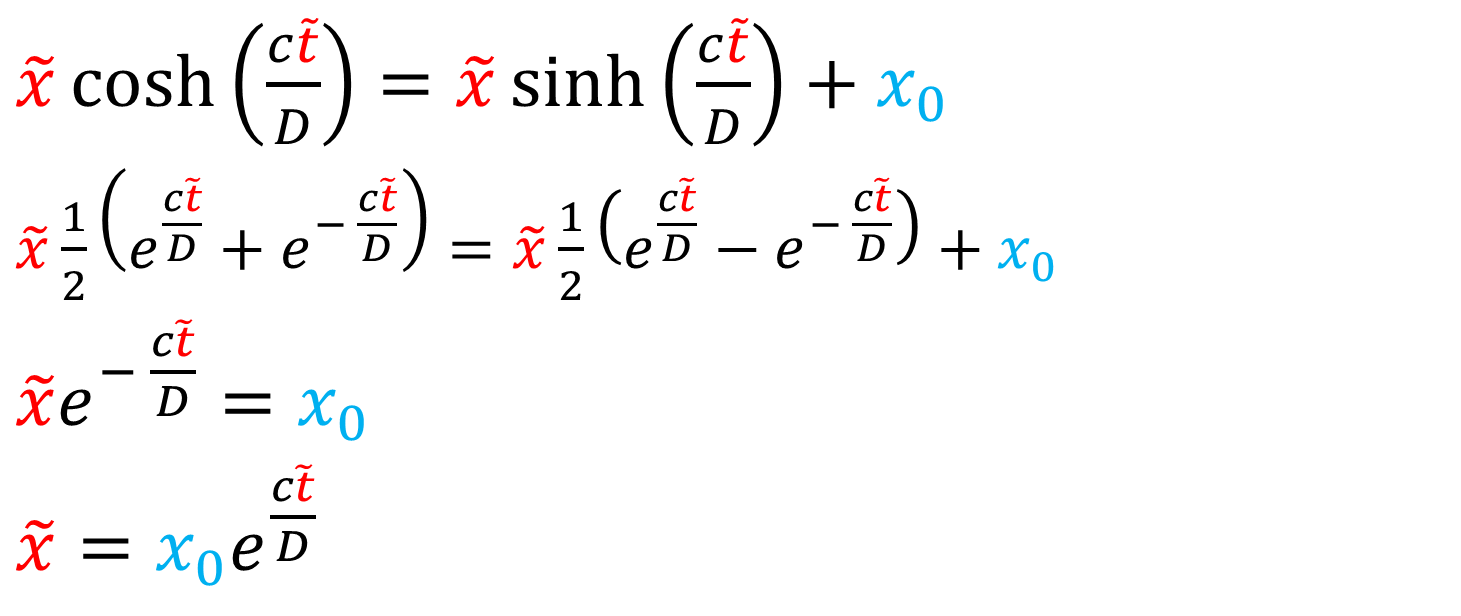 x̃ cosh(ct̃/D) = x̃ sinh(ct̃/D) + x₀
x̃ 1/2 (e^(ct̃/D) + e^(−ct̃/D)) = x̃ 1/2 (e^(ct̃/D) − e^(−ct̃/D)) + x₀
x̃e^(−ct̃/D) = x₀
x̃ = x₀e^(ct̃/D)